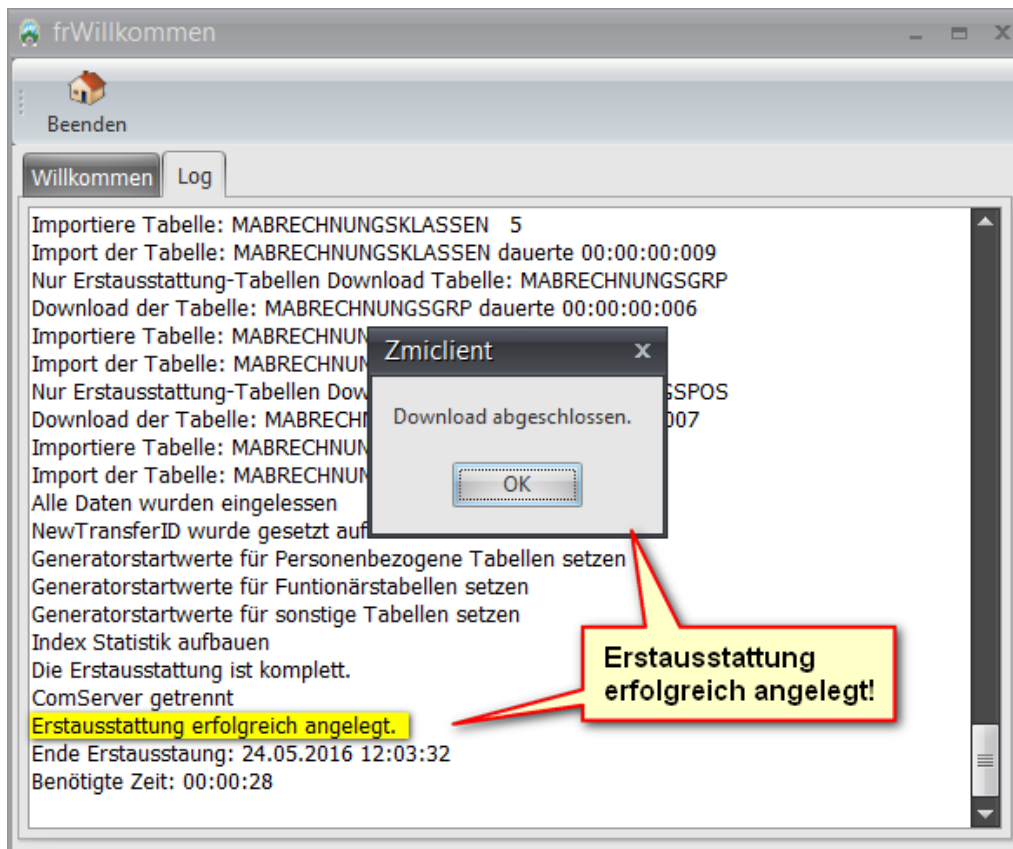 frWillkommen
Beenden
Willkommen Log
Importiere Tabelle: MABRECHNUNGSKLASSEN 5
Import der Tabelle: MABRECHNUNGSKLASSEN dauerte 00:00:00:009
Nur Erstausstattung-Tabellen Download Tabelle: MABRECHNUNGSGRP
Download der Tabelle: MABRECHNUNGSGRP dauerte 00:00:00:006
Importiere Tabelle: MABRECHNUN
Import der Tabelle: MABRECHNUN
Nur Erstausstattung-Tabellen Dow GSPOS
Download der Tabelle: MABRECH 007
Importiere Tabelle: MABRECHNUN
Import der Tabelle: MABRECHNUN
Alle Daten wurden eingelessen
NewTransferID wurde gesetzt auf
Generatorstartwerte für Personenbezogene Tabellen setzen
Generatorstartwerte für Funtionärstabellen setzen
Generatorstartwerte für sonstige Tabellen setzen
Index Statistik aufbauen
Die Erstausstattung ist komplett.
ComServer getrennt
Erstausstattung erfolgreich angelegt.
Ende Erstausstaung: 24.05.2016 12:03:32
Benötigte Zeit: 00:00:28
Zmiclient
Download abgeschlossen.
OK
Erstausstattung
erfolgreich angelegt!